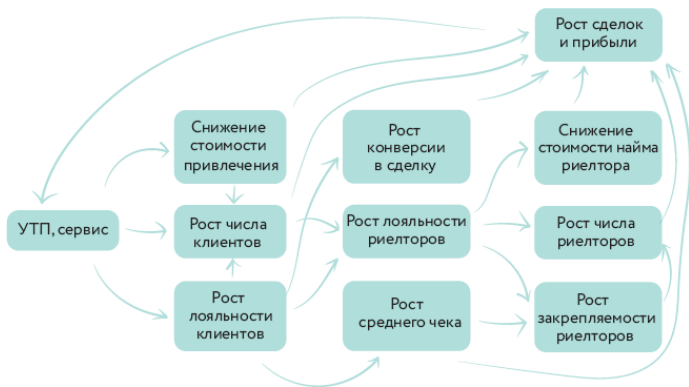 Рост сделок
и прибыли
Снижение
стоимости
привлечения
Рост
конверсии
в сделку
Снижение
стоимости найма
риелтора
УТП, сервис
Рост числа
клиентов
Рост лояльности
риелторов
Рост числа
риелторов
Рост
лояльности
клиентов
Рост
среднего чека
Рост
закрепляемости
риелторов